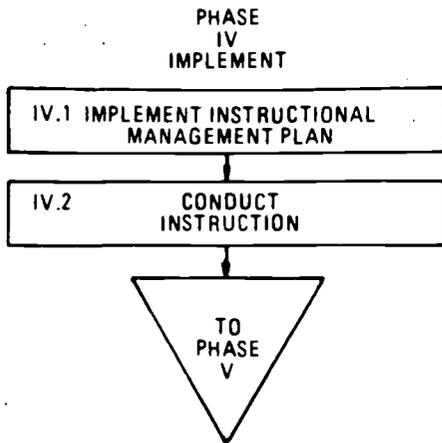 PHASE
IV
IMPLEMENT
IV.1 IMPLEMENT INSTRUCTIONAL
MANAGEMENT PLAN
IV.2 CONDUCT
INSTRUCTION
TO
PHASE
V